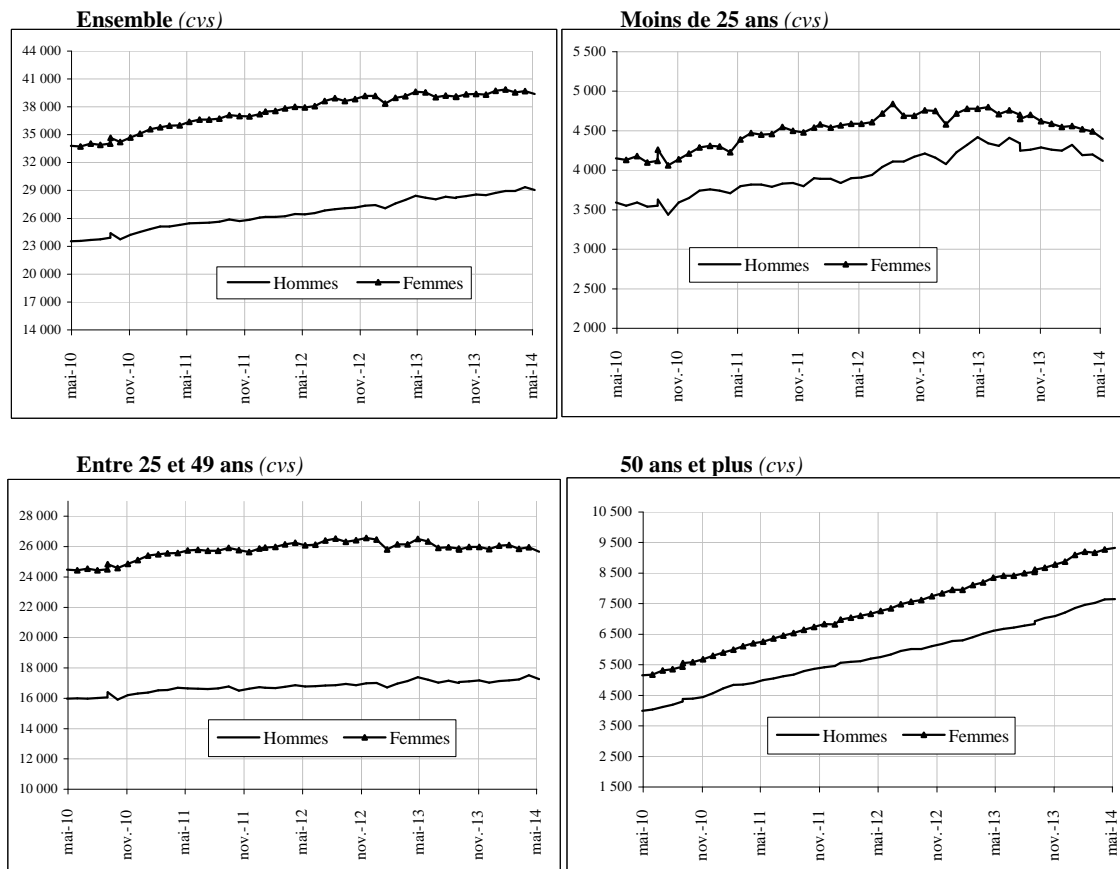 Ensemble (cvs)
44 000
41 000
38 000
35 000
32 000
29 000
26 000
23 000
20 000
17 000
14 000
Hommes Femmes
mai-10
nov.-10
mai-11
nov.-11
mai-12
nov.-12
mai-13
nov.-13
mai-14
Moins de 25 ans (cvs)
5 500
5 000
4 500
4 000
3 500
3 000
2 500
2 000
Hommes Femmes
mai-10
nov.-10
mai-11
nov.-11
mai-12
nov.-12
mai-13
nov.-13
mai-14
Entre 25 et 49 ans (cvs)
28 000
26 000
24 000
22 000
20 000
18 000
16 000
14 000
12 000
10 000
Hommes Femmes
mai-10
nov.-10
mai-11
nov.-11
mai-12
nov.-12
mai-13
nov.-13
mai-14
50 ans et plus (cvs)
10 500
9 500
8 500
7 500
6 500
5 500
4 500
3 500
2 500
1 500
Hommes Femmes
mai-10
nov.-10
mai-11
nov.-11
mai-12
nov.-12
mai-13
nov.-13
mai-14